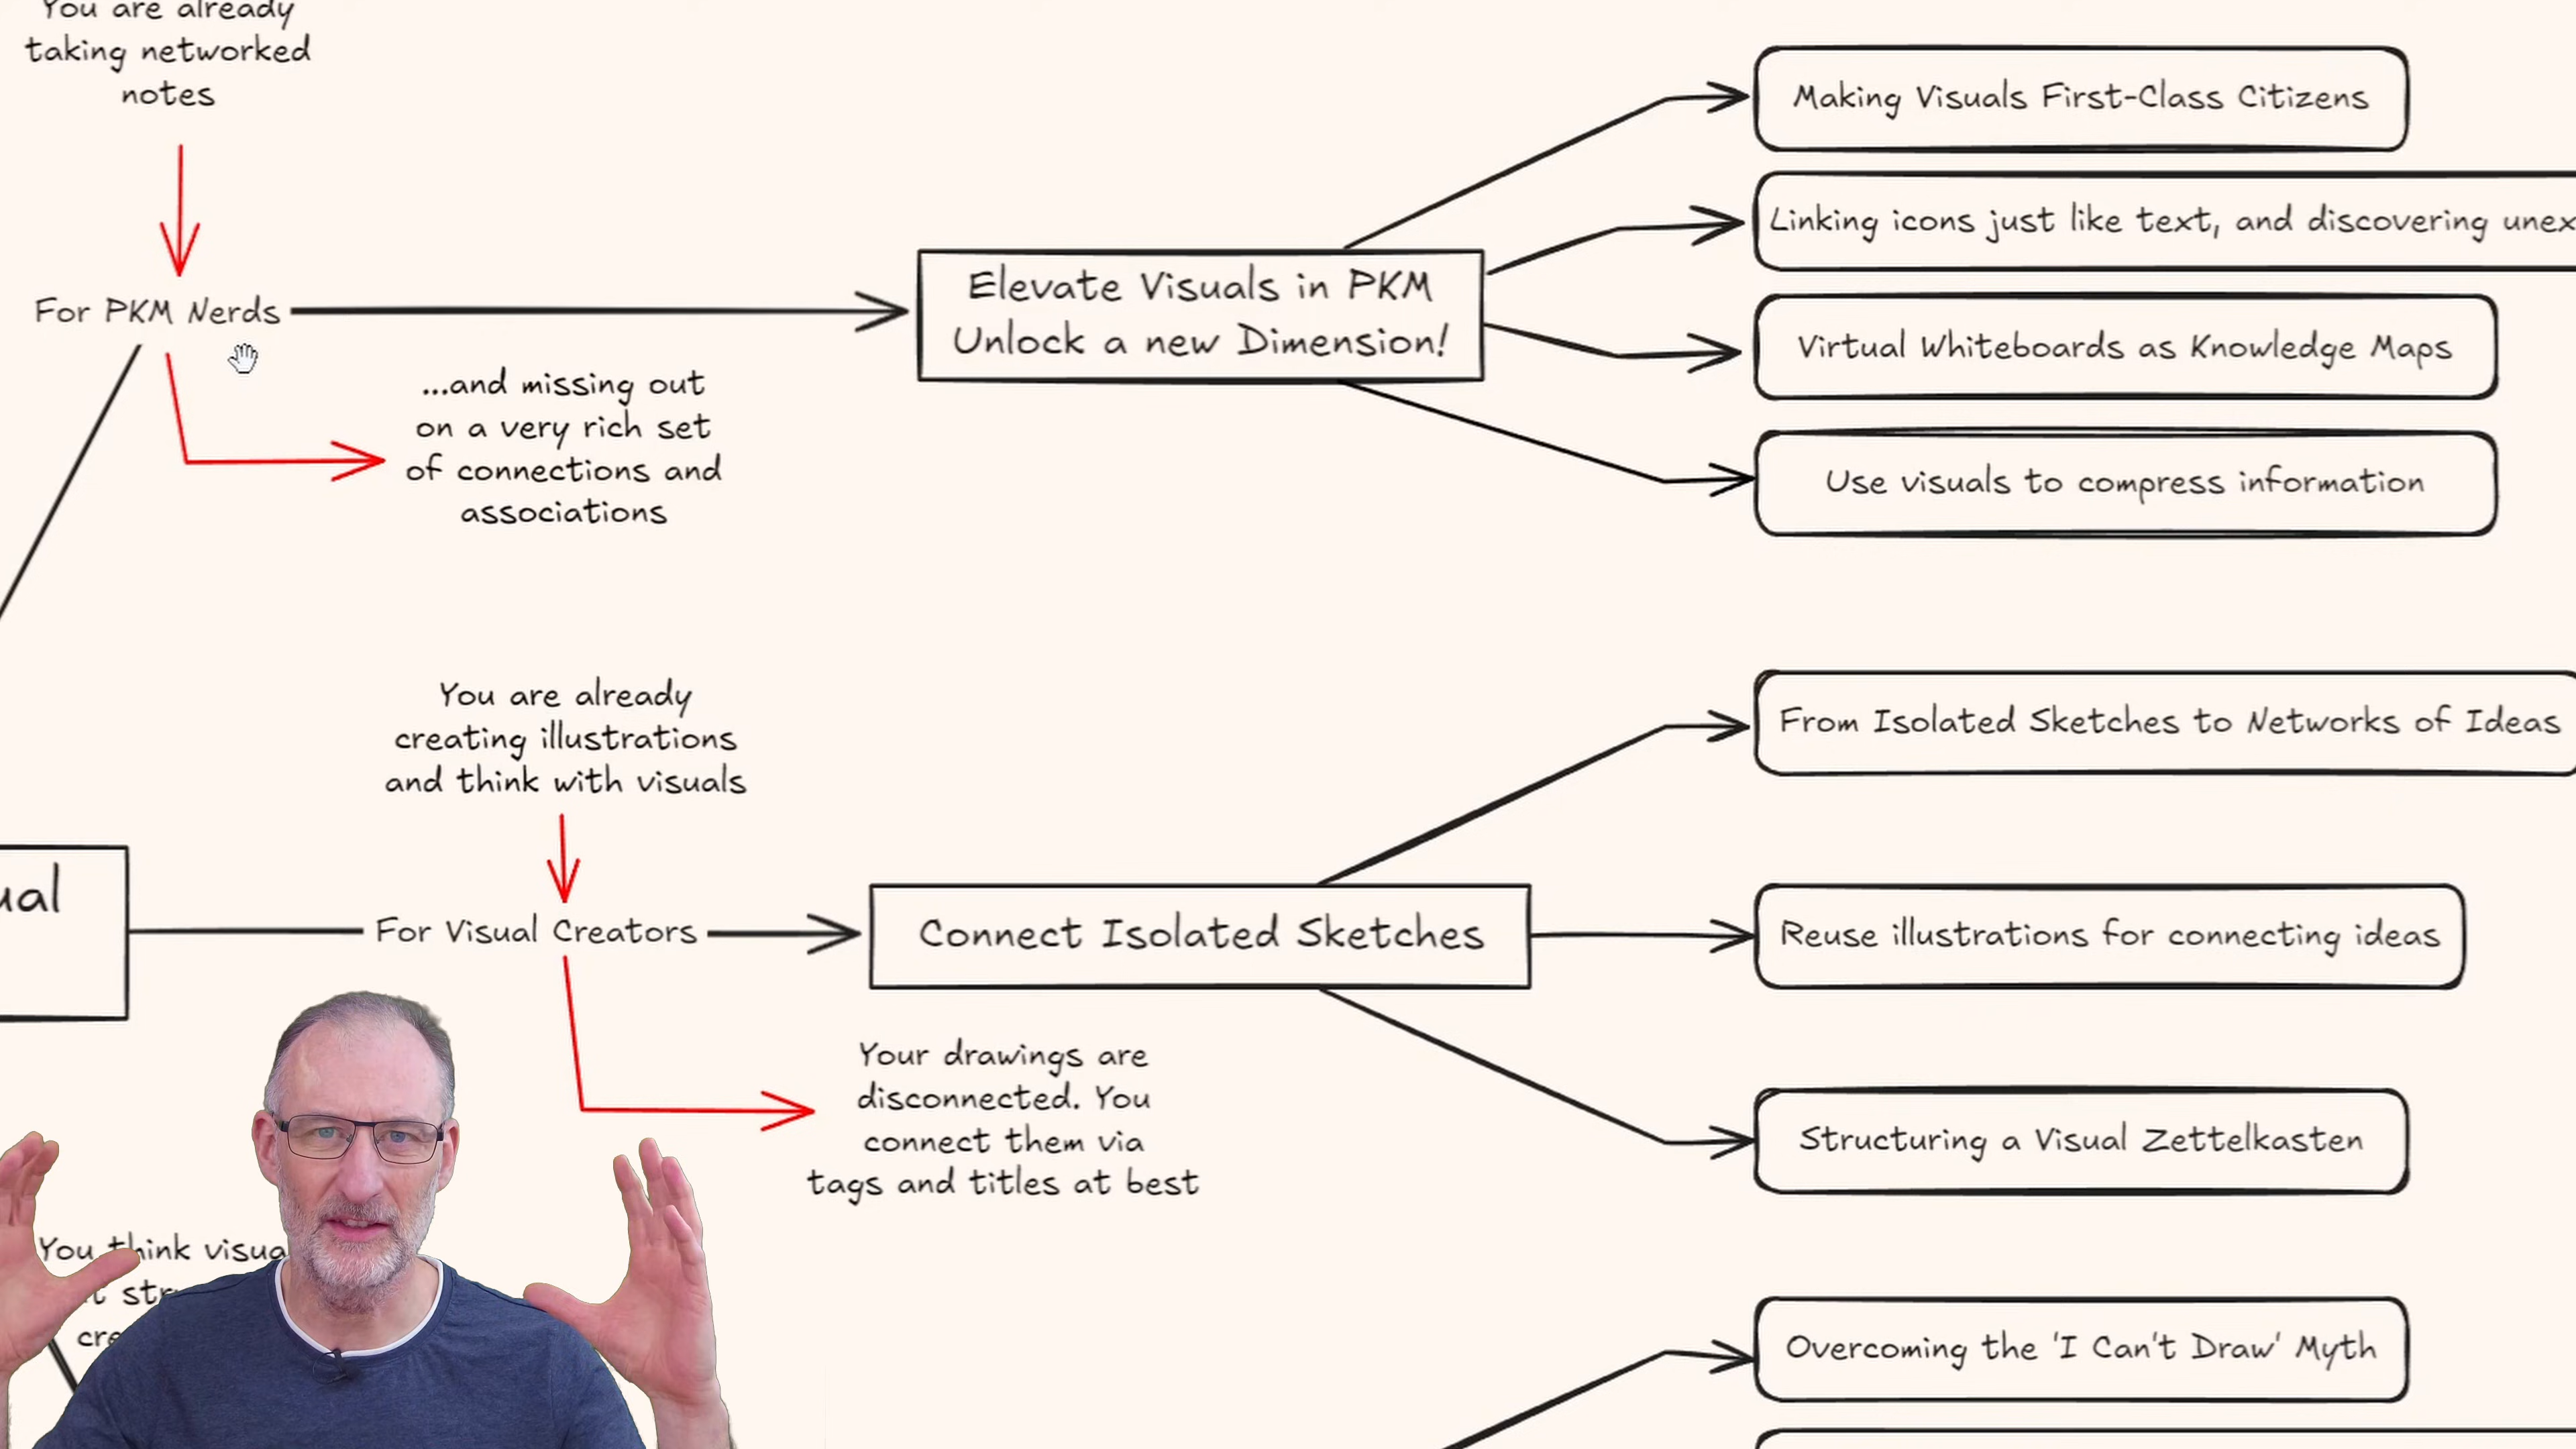 You are already
taking networked
notes
For PKM Nerds
...and missing out
on a very rich set
of connections and
associations
Elevate Visuals in PKM
Unlock a new Dimension!
Making Visuals First-Class Citizens
Linking icons just like text, and discovering
Virtual Whiteboards as Knowledge Maps
Use visuals to compress information
You are already
creating illustrations
and think with visuals
For Visual Creators
Connect Isolated Sketches
Your drawings are
disconnected. You
connect them via
tags and titles at best
From Isolated Sketches to Networks of Ideas
Reuse illustrations for connecting ideas
Structuring a Visual Zettelkasten
You think
Overcoming the 'I Can't Draw' Myth